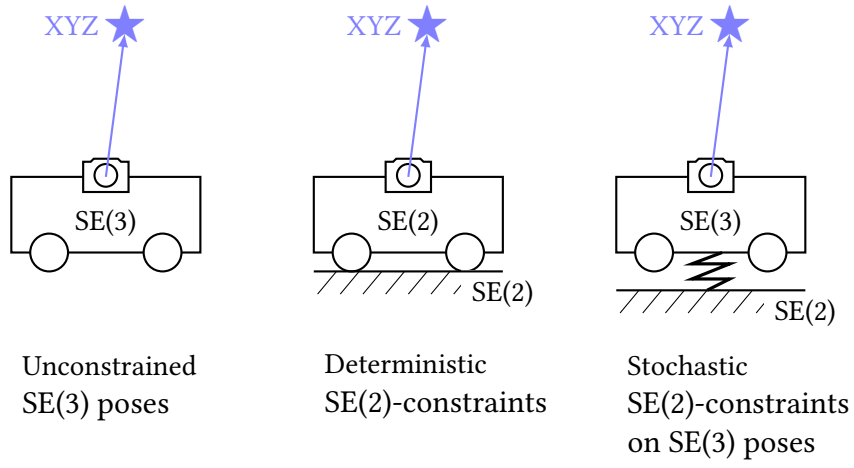 XYZ
XYZ
XYZ
SE(3)
SE(2)
SE(3)
SE(2)
SE(2)
Unconstrained
SE(3) poses
Deterministic
SE(2)-constraints
Stochastic
SE(2)-constraints
on SE(3) poses